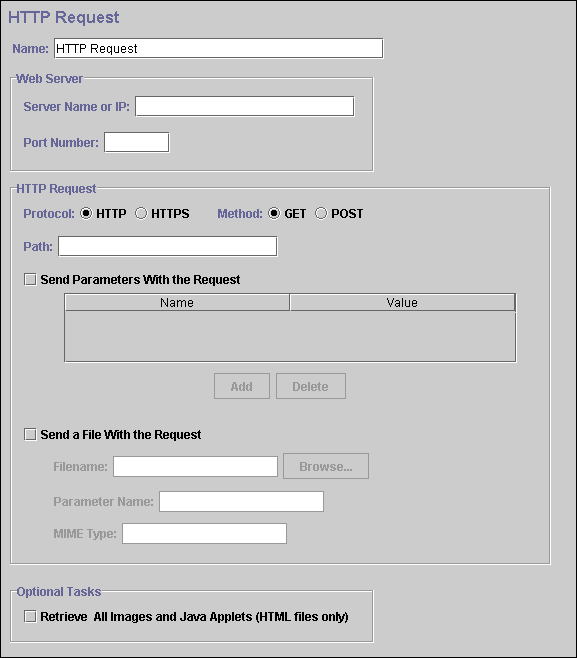 HTTP Request
Name: HTTP Request
Web Server
Server Name or IP:
Port Number:
HTTP Request
Protocol: HTTP HTTPS Method: GET POST
Path:
Send Parameters With the Request
Name Value
Add Delete
Send a File With the Request
Filename: Browse...
Parameter Name:
MIME Type:
Optional Tasks
Retrieve All Images and Java Applets (HTML files only)